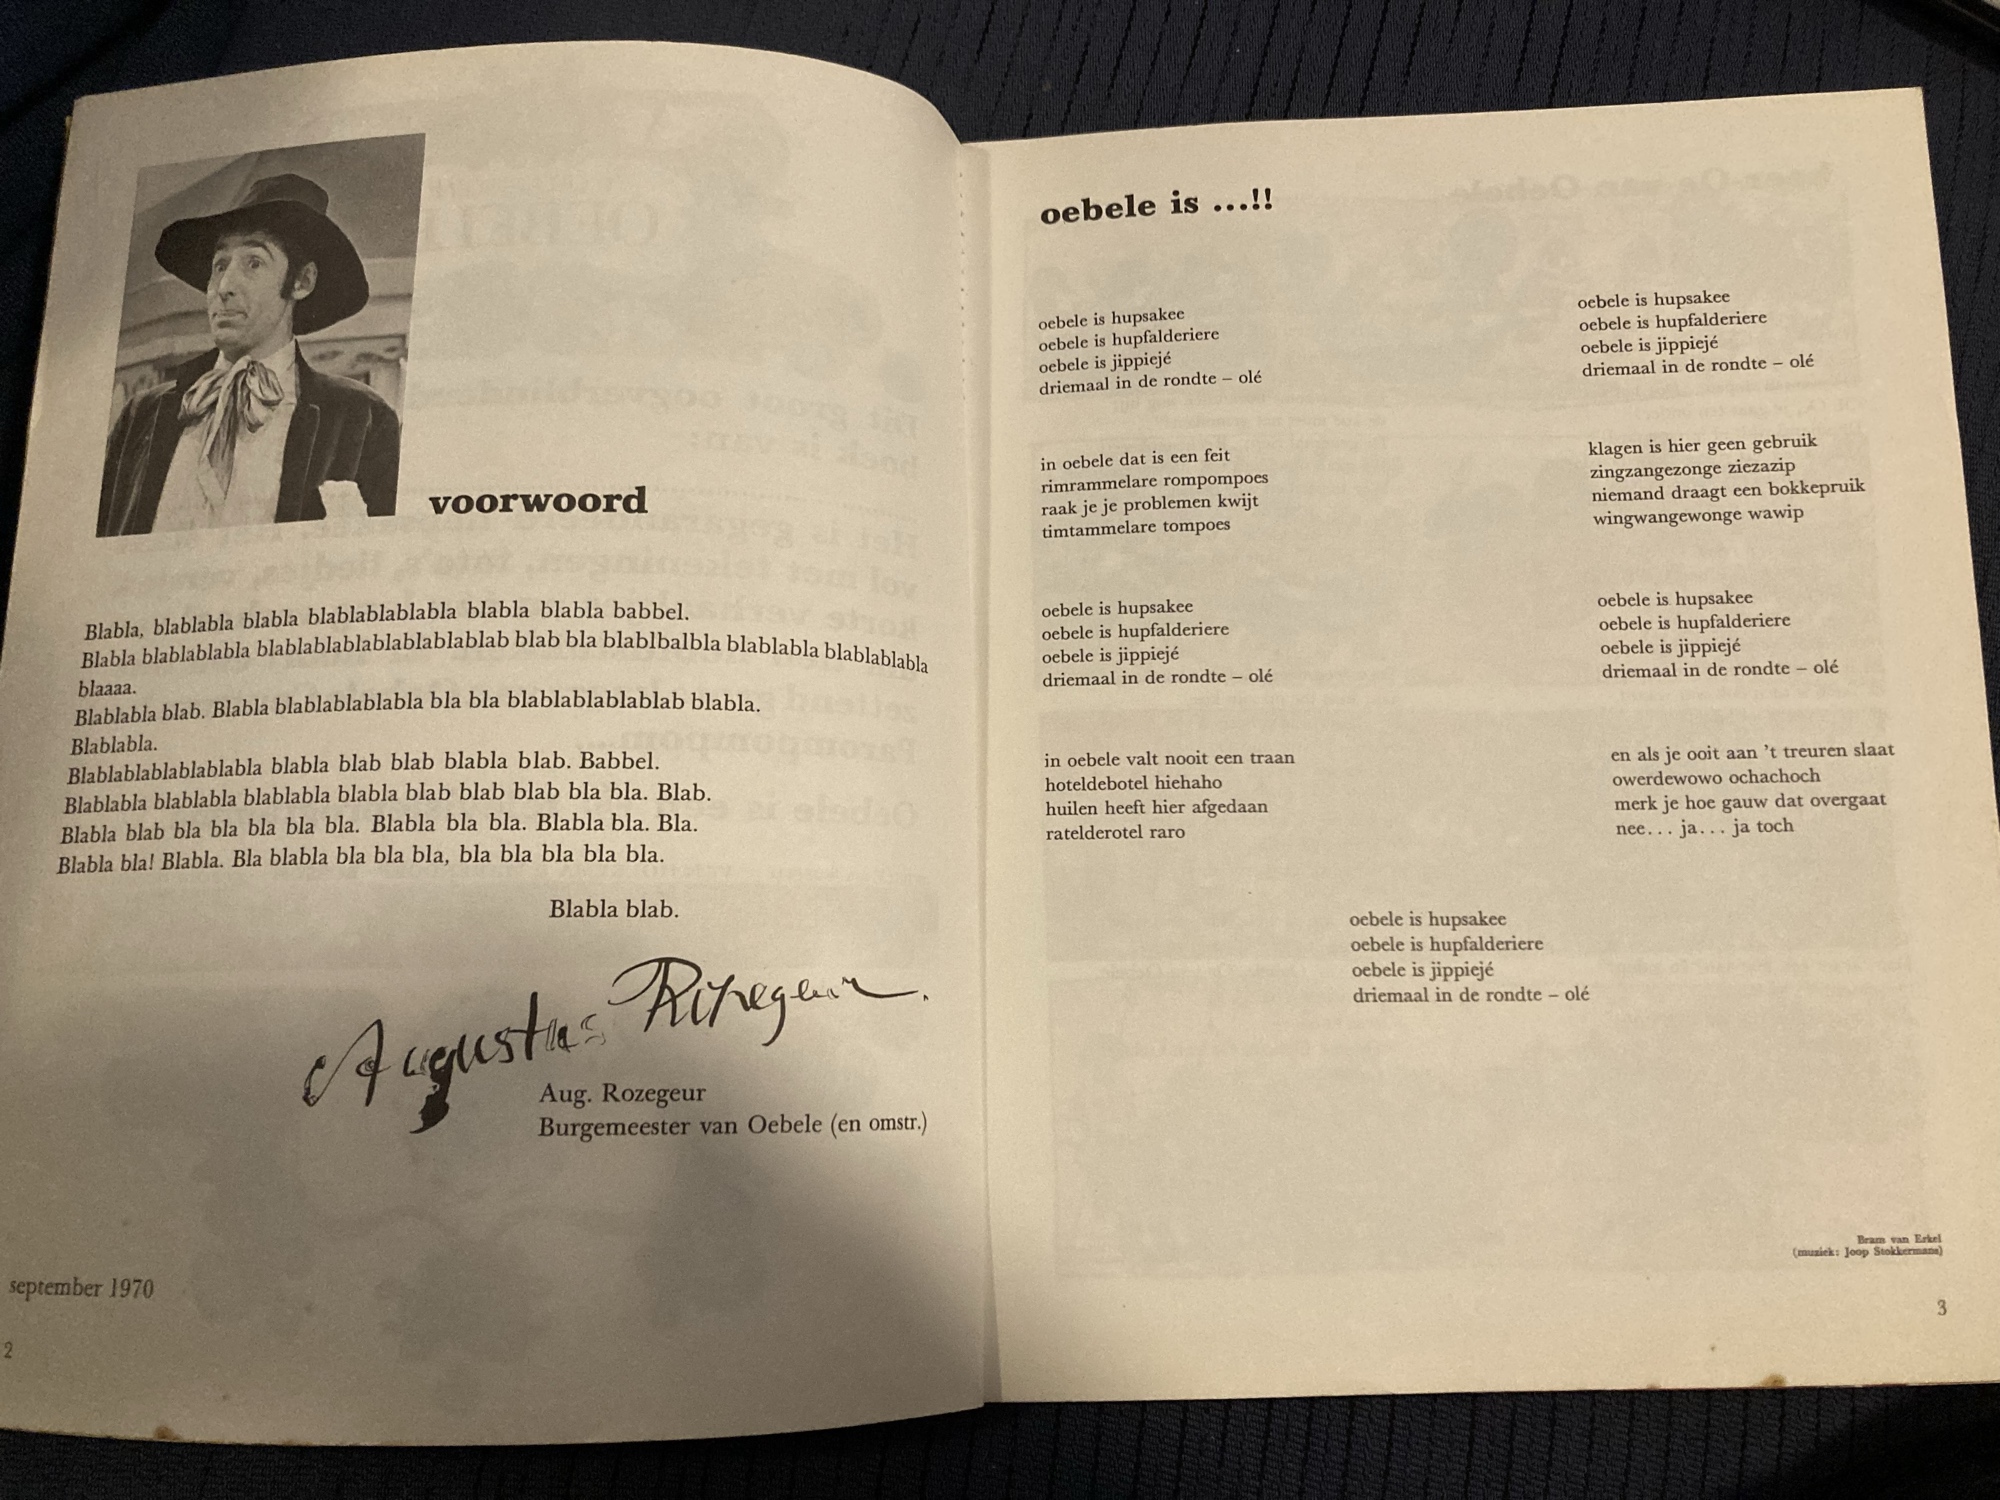 voorwoord
Blabla, blablabla blabla blablablablabla blabla blabla babbel.
Blabla blablablabla blablablablablablablablab blab bla blablbalbla blablabla blablablabla
blaaaa.
Blablabla blab. Blabla blablablablabla bla bla blablablablablab blabla.
Blablabla.
Blablablablablablabla blabla blab blab blabla blab. Babbel.
Blablabla blablabla blablabla blabla blab blab blab bla bla. Blab.
Blabla blab bla bla bla bla bla. Blabla bla bla. Blabla bla. Bla.
Blabla bla! Blabla. Bla blabla bla bla bla, bla bla bla bla bla.
Blabla blab.
Augustus Rozegeur.
Aug. Rozegeur
Burgemeester van Oebele (en omstr.)
september 1970
2
oebele is ...!!
oebele is hupsakee
oebele is hupfalderiere
oebele is jippiejé
driemaal in de rondte – olé
in oebele dat is een feit
rimrammelare rompompoes
raak je je problemen kwijt
timtammelare tompoes
oebele is hupsakee
oebele is hupfalderiere
oebele is jippiejé
driemaal in de rondte – olé
in oebele valt nooit een traan
hoteldebotel hiehaho
huilen heeft hier afgedaan
ratelderotel raro
oebele is hupsakee
oebele is hupfalderiere
oebele is jippiejé
driemaal in de rondte – olé
klagen is hier geen gebruik
zingzangezonge ziezazip
niemand draagt een bokkepruik
wingwangewonge wawip
oebele is hupsakee
oebele is hupfalderiere
oebele is jippiejé
driemaal in de rondte – olé
en als je ooit aan 't treuren slaat
owerdewowo ochachoch
merk je hoe gauw dat overgaat
nee... ja... ja toch
oebele is hupsakee
oebele is hupfalderiere
oebele is jippiejé
driemaal in de rondte – olé
Bram van Erkel
(muziek: Joop Stokkermans)
3